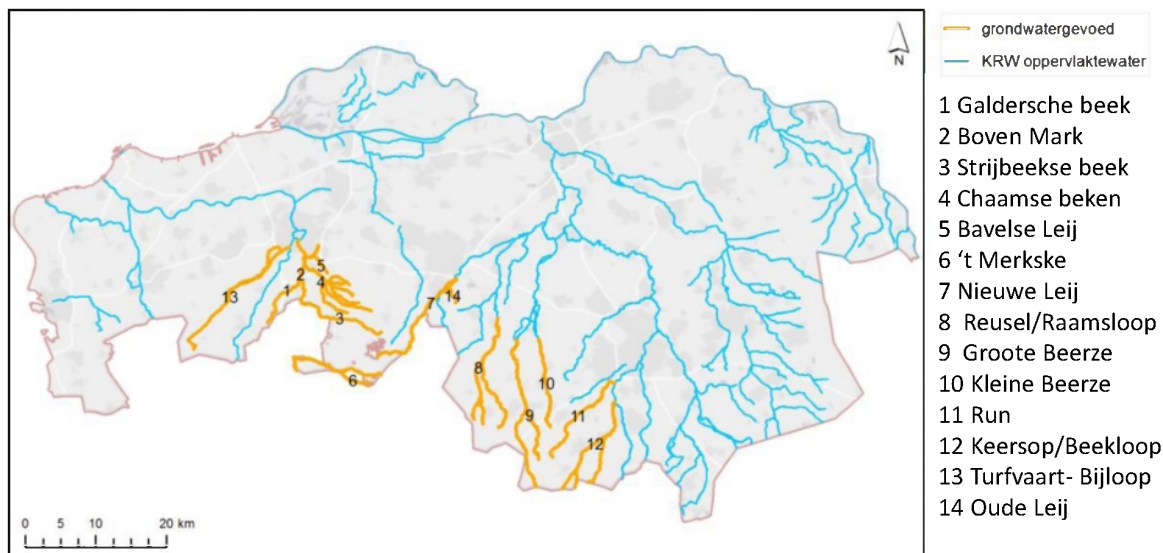 grondwatergevoed
KRW oppervlaktewater
N
1 Galdersche beek
2 Boven Mark
3 Strijbeekse beek
4 Chaamse beken
5 Bavelse Leij
6 ‘t Merkske
7 Nieuwe Leij
8 Reusel/Raamsloop
9 Groote Beerze
10 Kleine Beerze
11 Run
12 Keersop/Beekloop
13 Turfvaart- Bijloop
14 Oude Leij
5
2
4
1
13
7
14
3
6
8
10
9
11
12
0 5 10 20 km